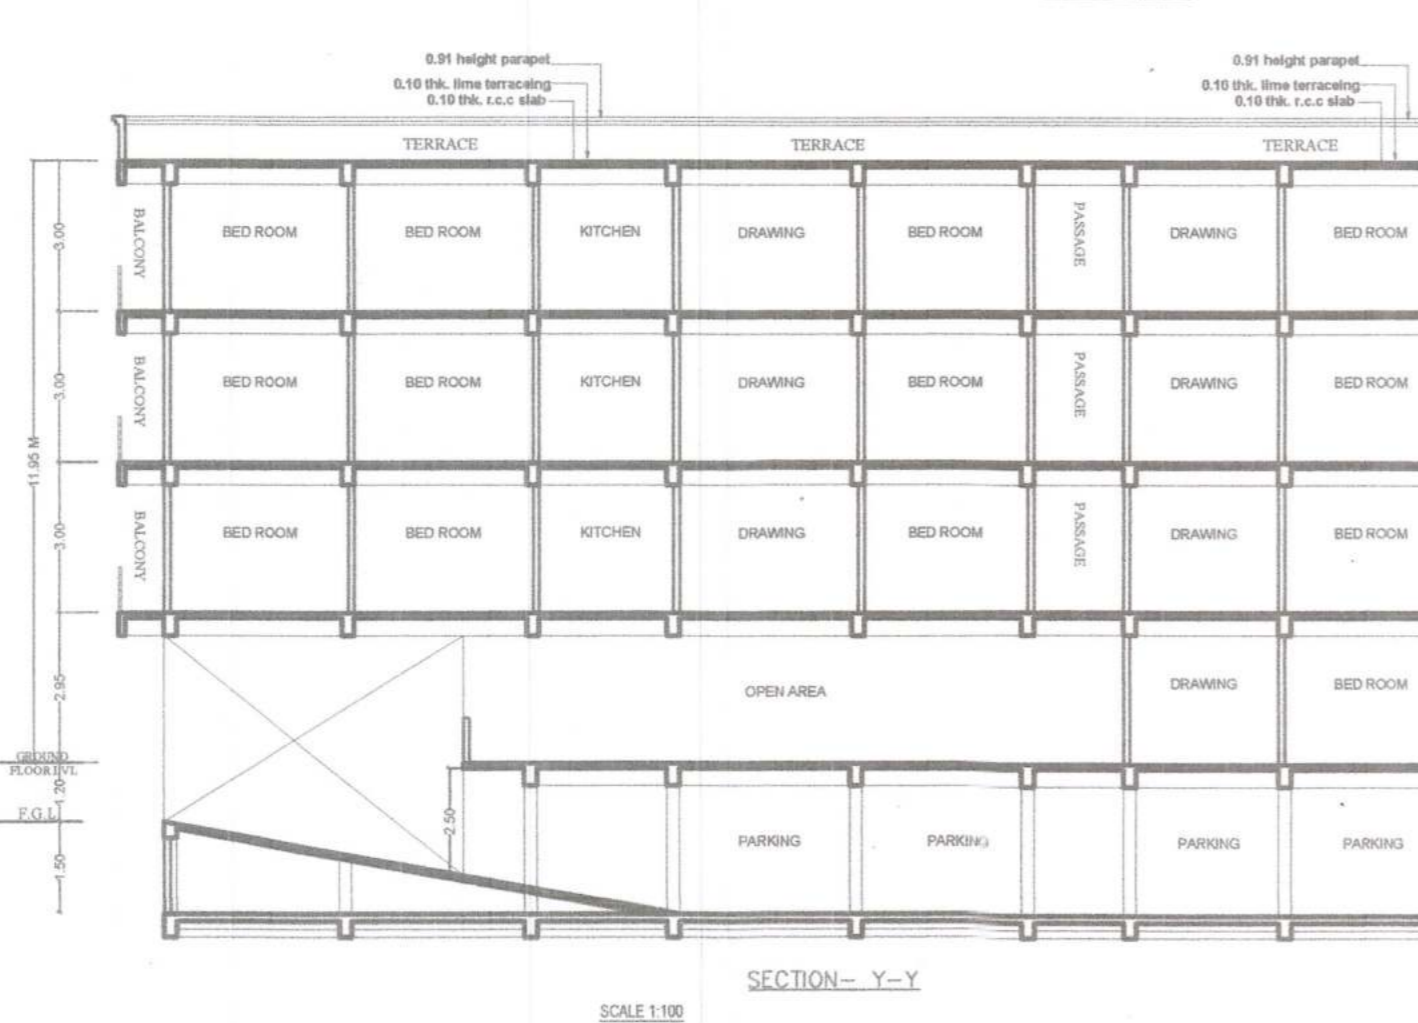 0.91 height parapet
0.91 height parapet
0.10 thk. lime terraceing
0.10 thk. lime terraceing
0.10 thk. r.c.c slab
0.10 thk. r.c.c slab
TERRACE
TERRACE
TERRACE
3.00
BALCONY
BED ROOM
BED ROOM
KITCHEN
DRAWING
BED ROOM
PASSAGE
DRAWING
BED ROOM
3.00
BALCONY
BED ROOM
BED ROOM
KITCHEN
DRAWING
BED ROOM
PASSAGE
DRAWING
BED ROOM
11.95 M
3.00
BALCONY
BED ROOM
BED ROOM
KITCHEN
DRAWING
BED ROOM
PASSAGE
DRAWING
BED ROOM
2.95
OPEN AREA
DRAWING
BED ROOM
GROUND
FLOOR LVL
1.20
F.G.L
2.50
1.50
PARKING
PARKING
PARKING
PARKING
SECTION- Y-Y
SCALE 1:100